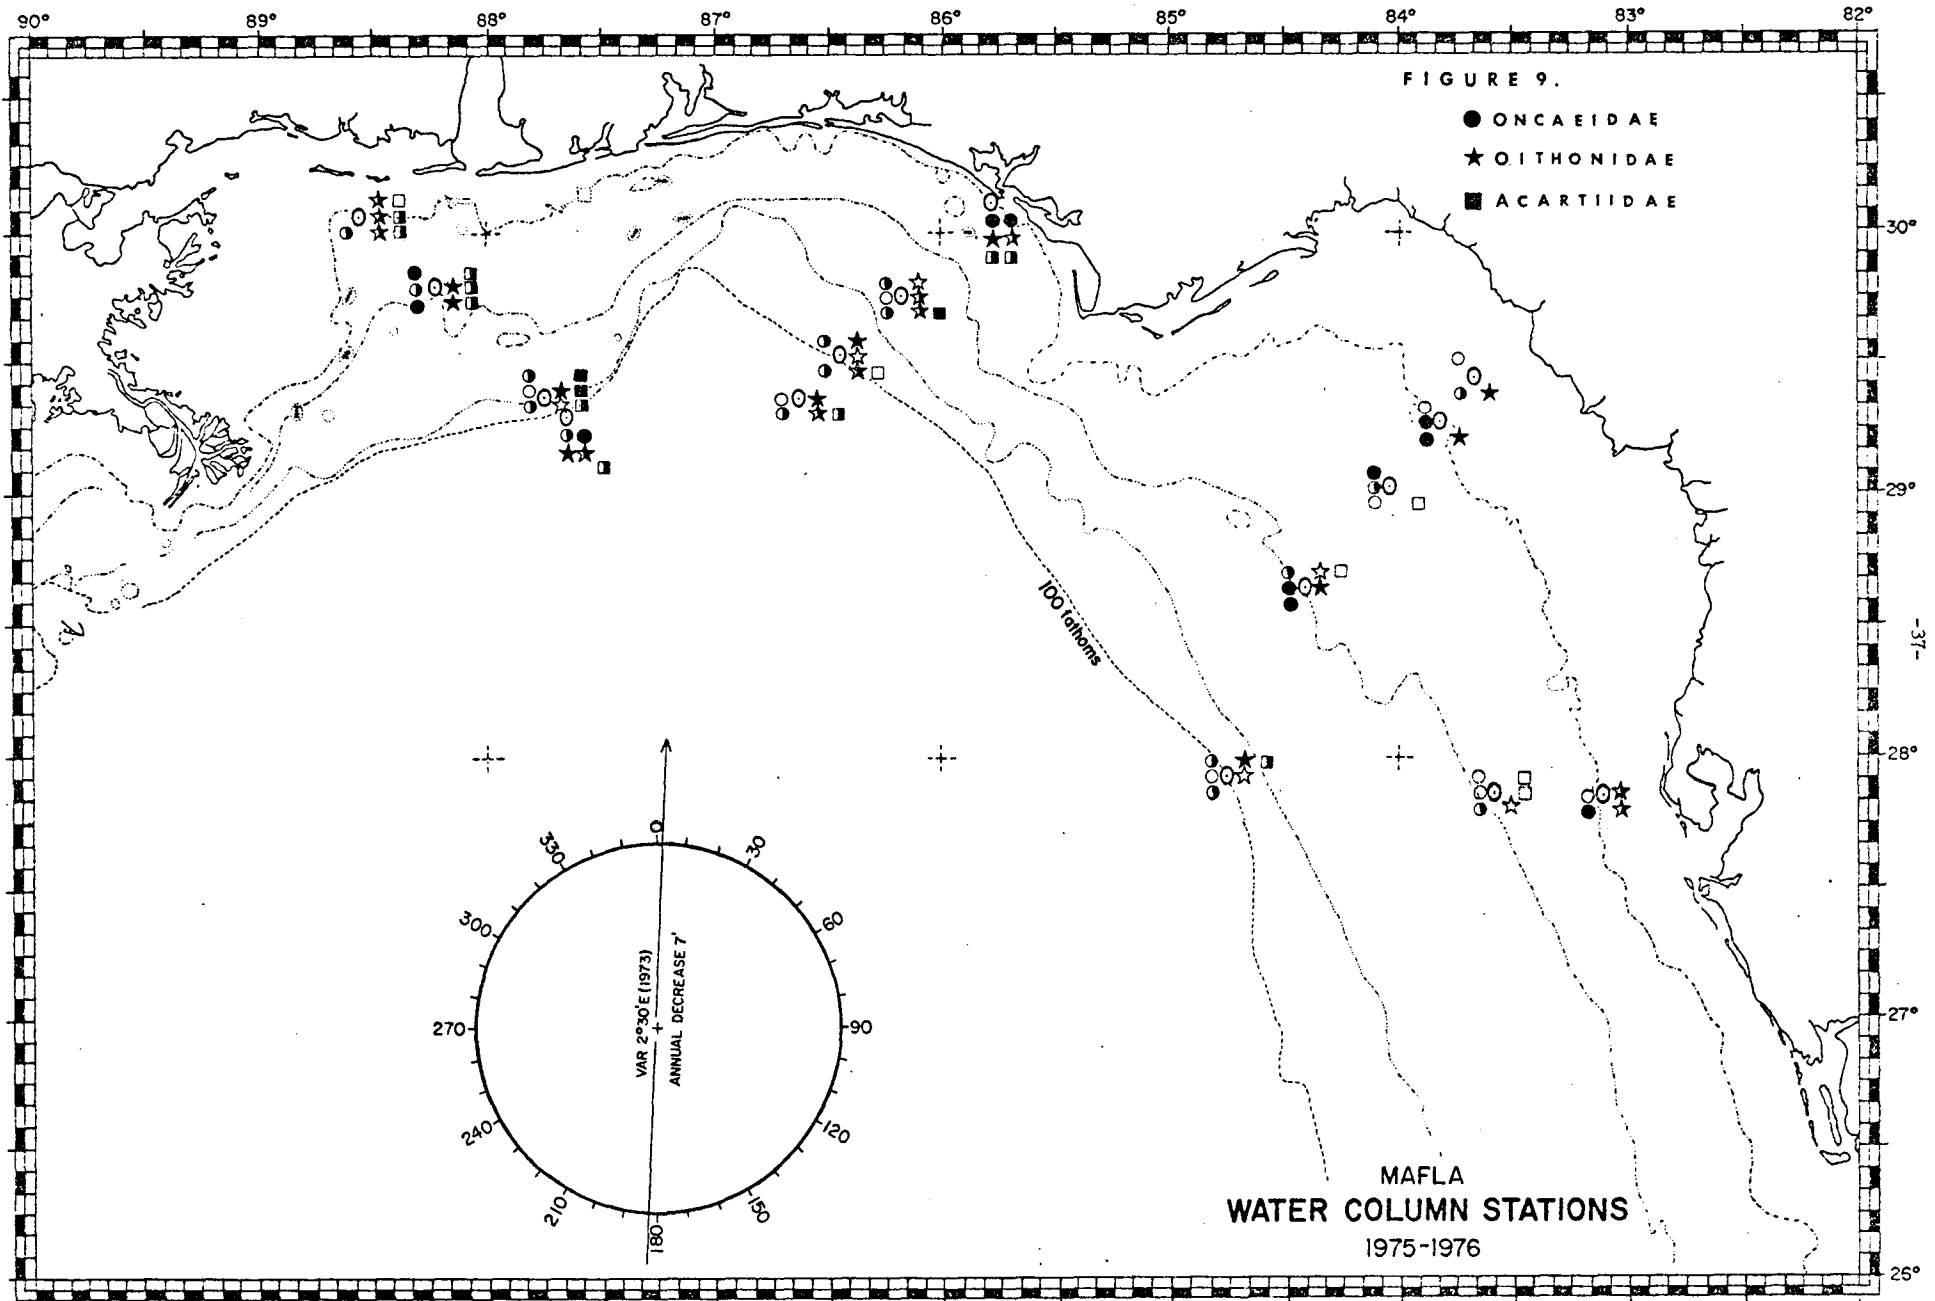 90° 89° 88° 87° 86° 85° 84° 83° 82°
FIGURE 9.
ONCAEIDAE
OITHONIDAE
ACARTIIDAE
30°
29°
28°
27°
25°
-37-
100 fathoms
0
30
60
90
120
150
180
210
240
270
300
330
VAR 2°30'E (1973)
ANNUAL DECREASE 7'
MAFLA
WATER COLUMN STATIONS
1975-1976